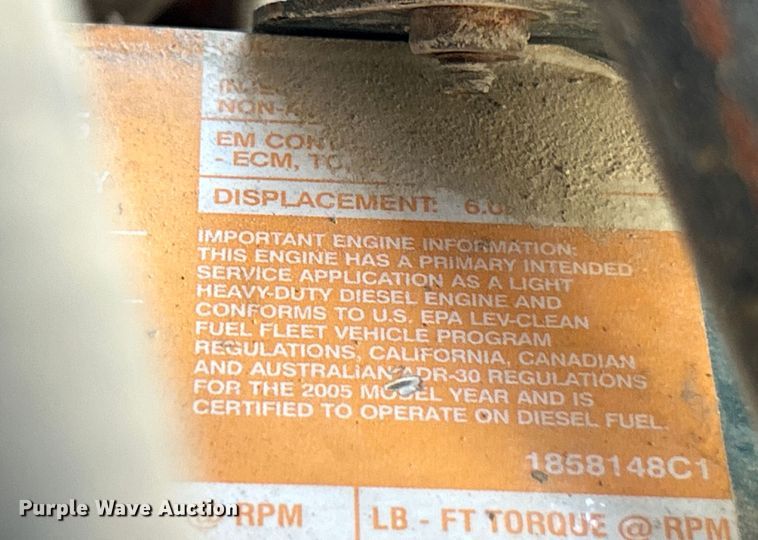 NON-
EM CON
- ECM, TC
DISPLACEMENT: 6.0
IMPORTANT ENGINE INFORMATION:
THIS ENGINE HAS A PRIMARY INTENDED
SERVICE APPLICATION AS A LIGHT
HEAVY-DUTY DIESEL ENGINE AND
CONFORMS TO U.S. EPA LEV-CLEAN
FUEL FLEET VEHICLE PROGRAM
REGULATIONS, CALIFORNIA, CANADIAN
AND AUSTRALIAN ADR-30 REGULATIONS
FOR THE 2005 MODEL YEAR AND IS
CERTIFIED TO OPERATE ON DIESEL FUEL.
1858148C1
@ RPM
LB - FT TORQUE @ RPM
Purple Wave Auction